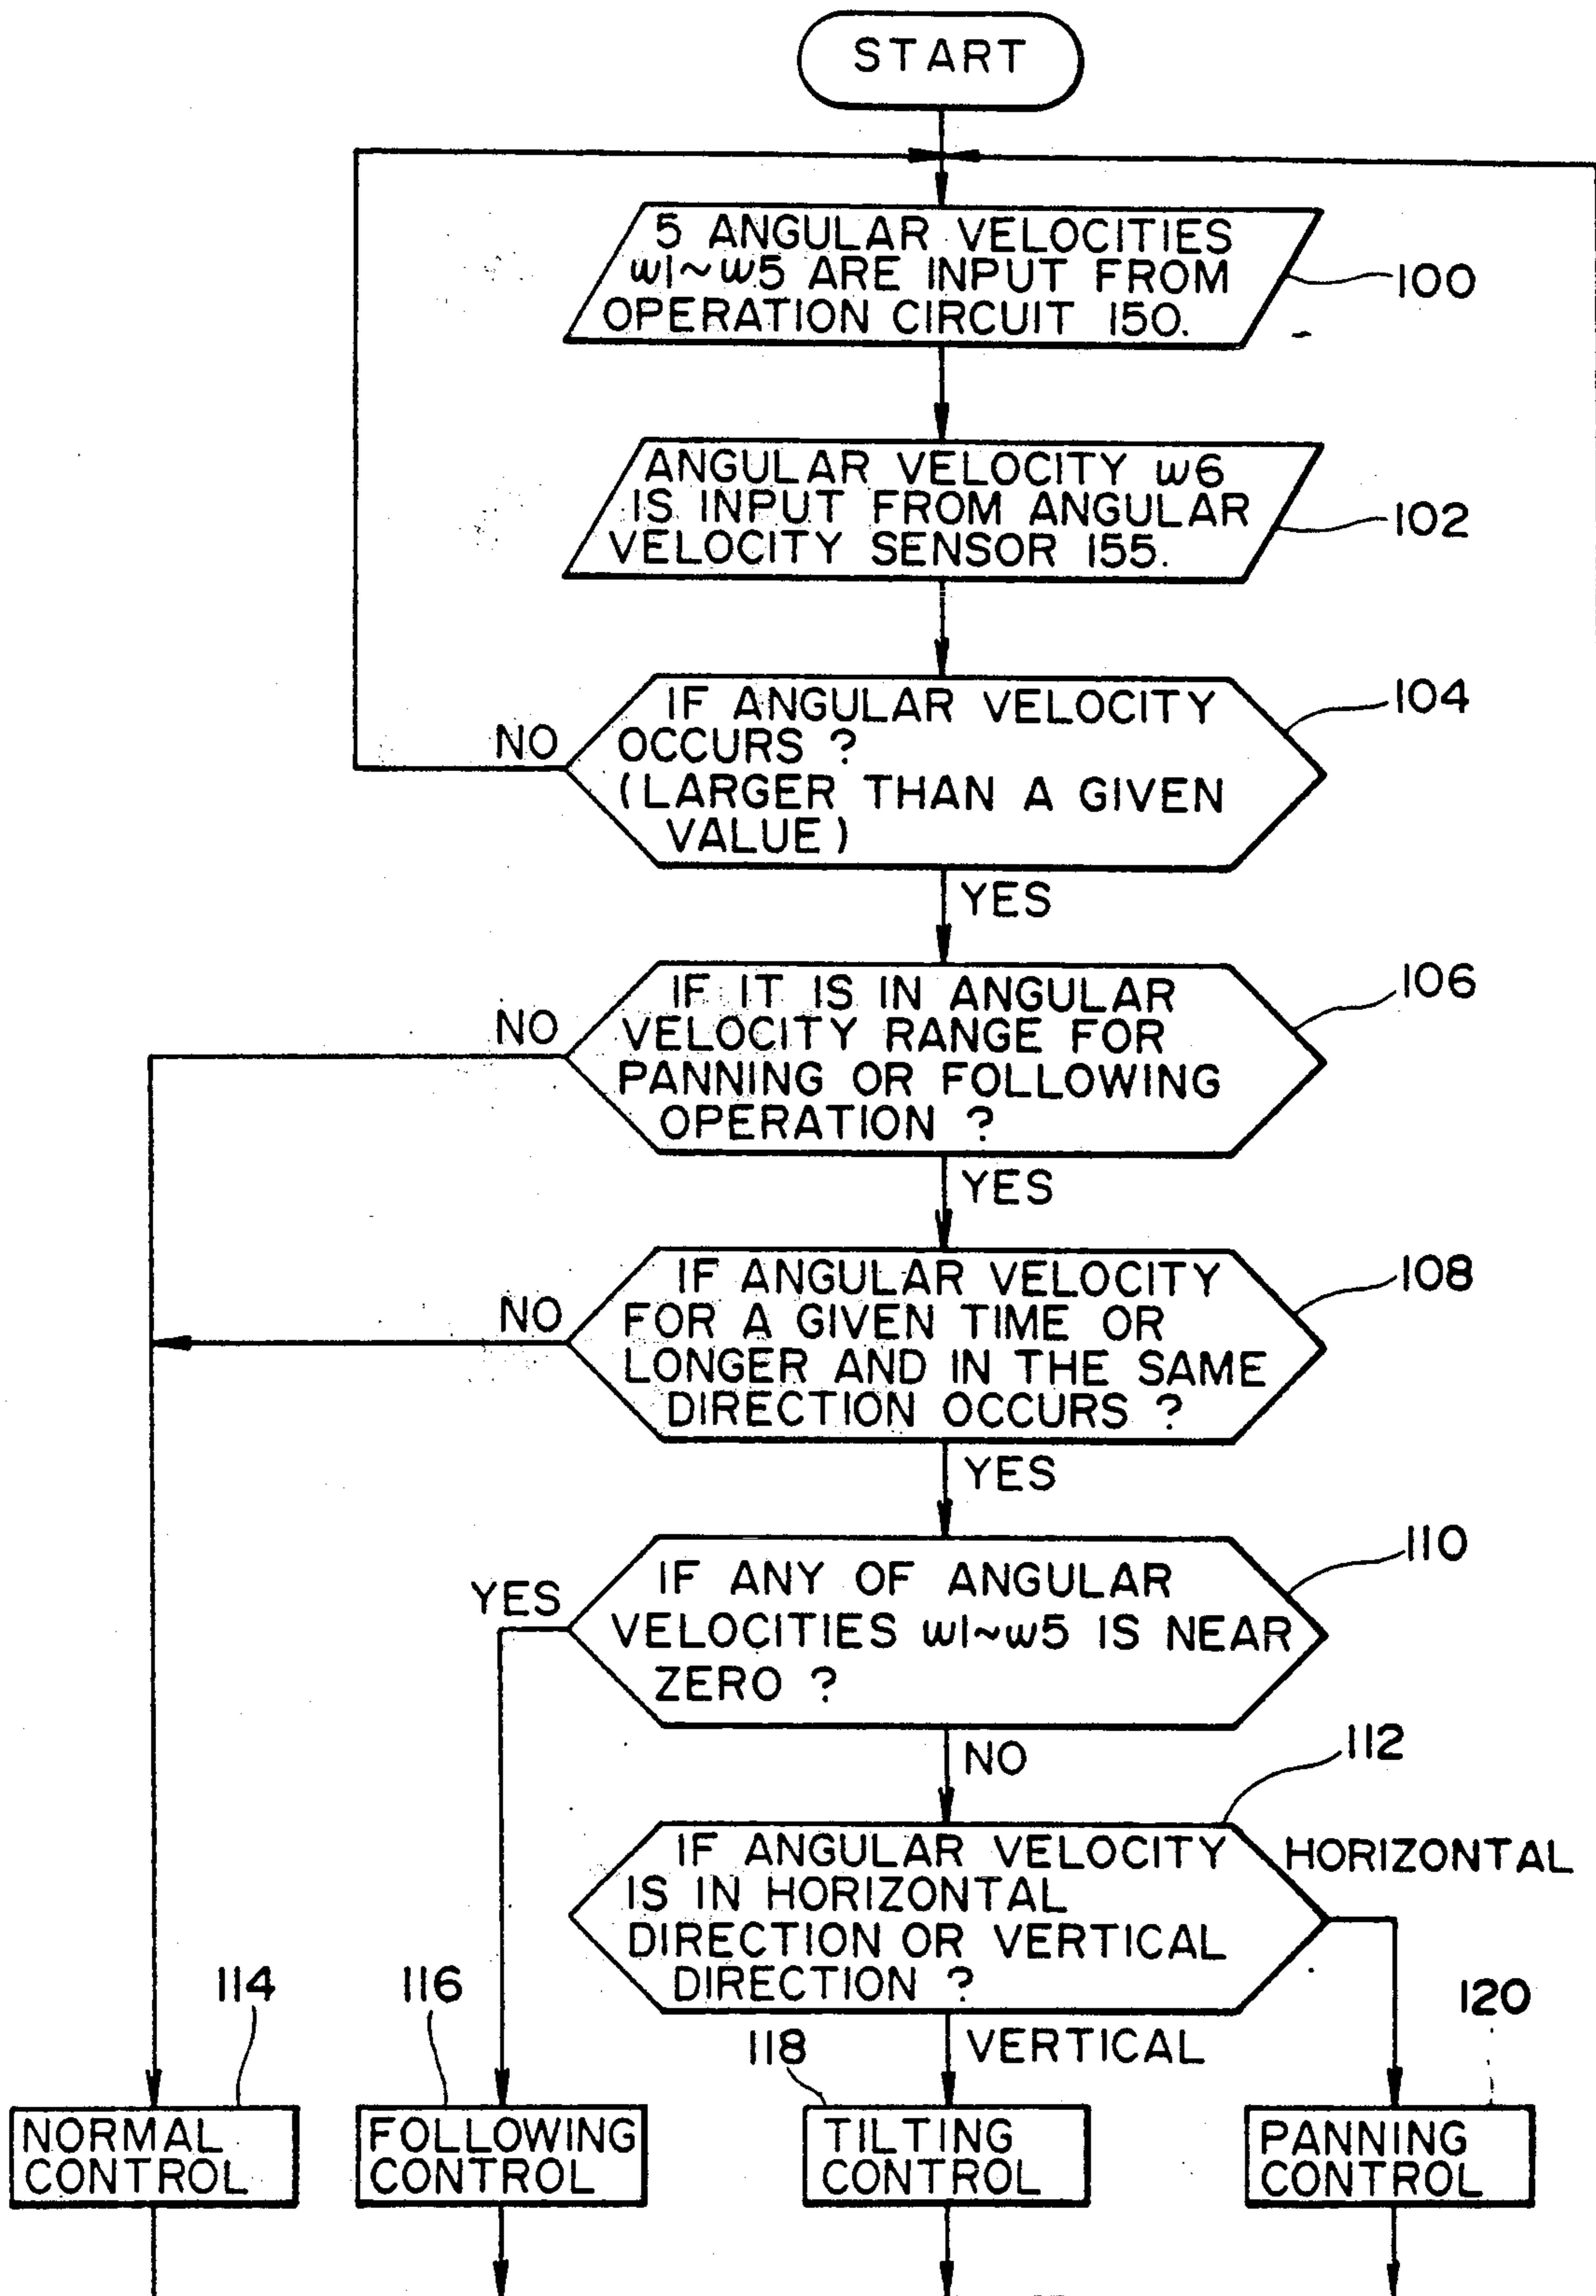 START
5 ANGULAR VELOCITIES
ω1~ω5 ARE INPUT FROM
OPERATION CIRCUIT 150.
100
ANGULAR VELOCITY ω6
IS INPUT FROM ANGULAR
VELOCITY SENSOR 155.
102
IF ANGULAR VELOCITY
OCCURS ?
(LARGER THAN A GIVEN
VALUE)
104
NO
YES
IF IT IS IN ANGULAR
VELOCITY RANGE FOR
PANNING OR FOLLOWING
OPERATION ?
106
NO
YES
IF ANGULAR VELOCITY
FOR A GIVEN TIME OR
LONGER AND IN THE SAME
DIRECTION OCCURS ?
108
NO
YES
IF ANY OF ANGULAR
VELOCITIES ω1~ω5 IS NEAR
ZERO ?
110
YES
NO
112
IF ANGULAR VELOCITY
IS IN HORIZONTAL
DIRECTION OR VERTICAL
DIRECTION ?
HORIZONTAL
VERTICAL
114
NORMAL
CONTROL
116
FOLLOWING
CONTROL
118
TILTING
CONTROL
120
PANNING
CONTROL